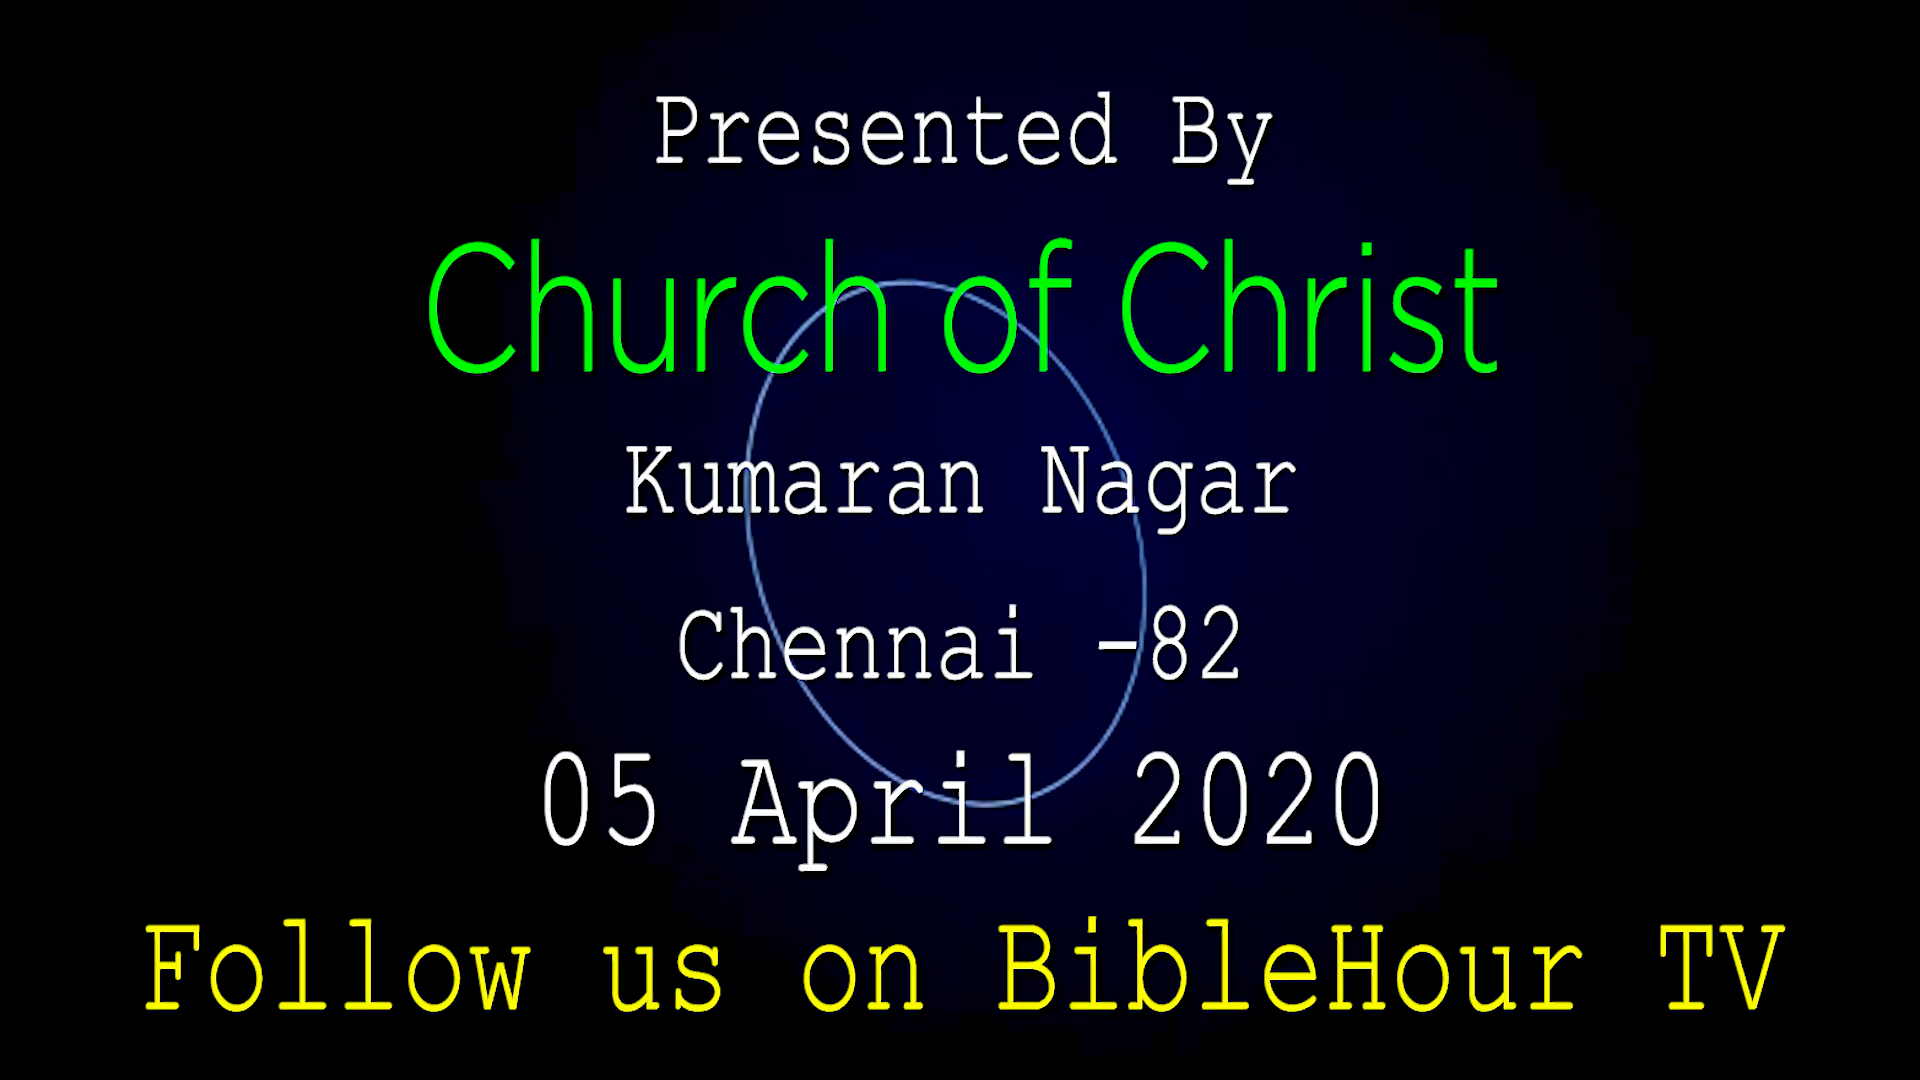 Presented By
Church of Christ
Kumaran Nagar
Chennai -82
05 April 2020
Follow us on BibleHour TV